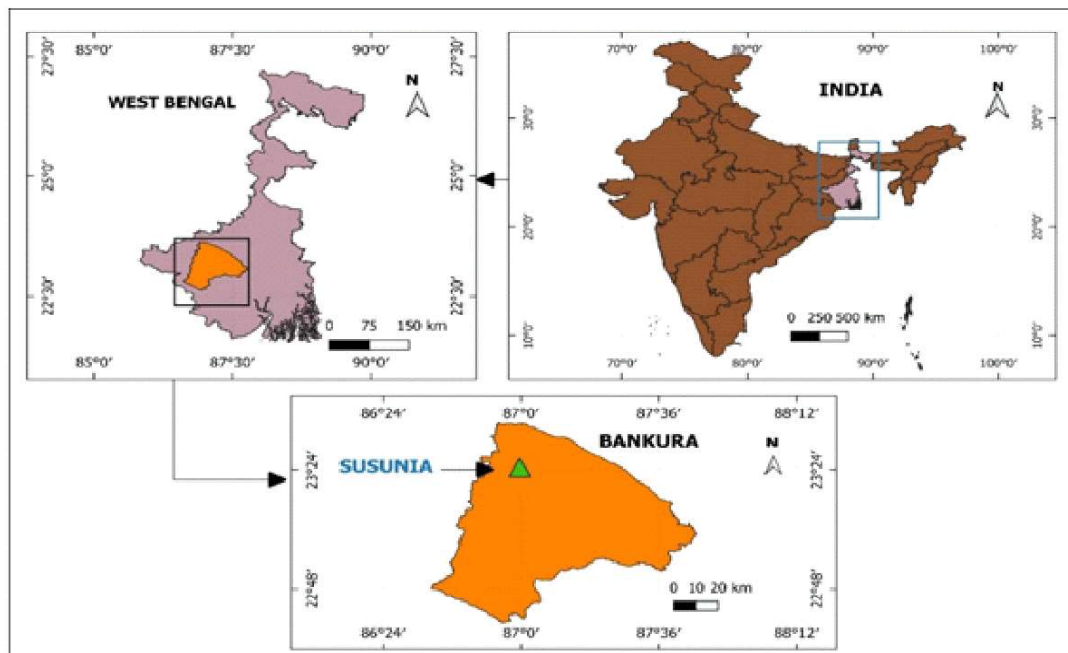 85°0′ 87°30′ 90°0′
27°30′
WEST BENGAL
N
25°0′
22°30′
0 75 150 km
85°0′ 87°30′ 90°0′
70°0′ 80°0′ 90°0′ 100°0′
INDIA
N
30°0′
30°0′
20°0′
20°0′
0 250 500 km
10°0′
10°0′
70°0′ 80°0′ 90°0′ 100°0′
27°30′
25°0′
22°30′
86°24′ 87°0′ 87°36′ 88°12′
BANKURA
N
SUSUNIA
23°24′
23°24′
0 10 20 km
22°48′
22°48′
86°24′ 87°0′ 87°36′ 88°12′